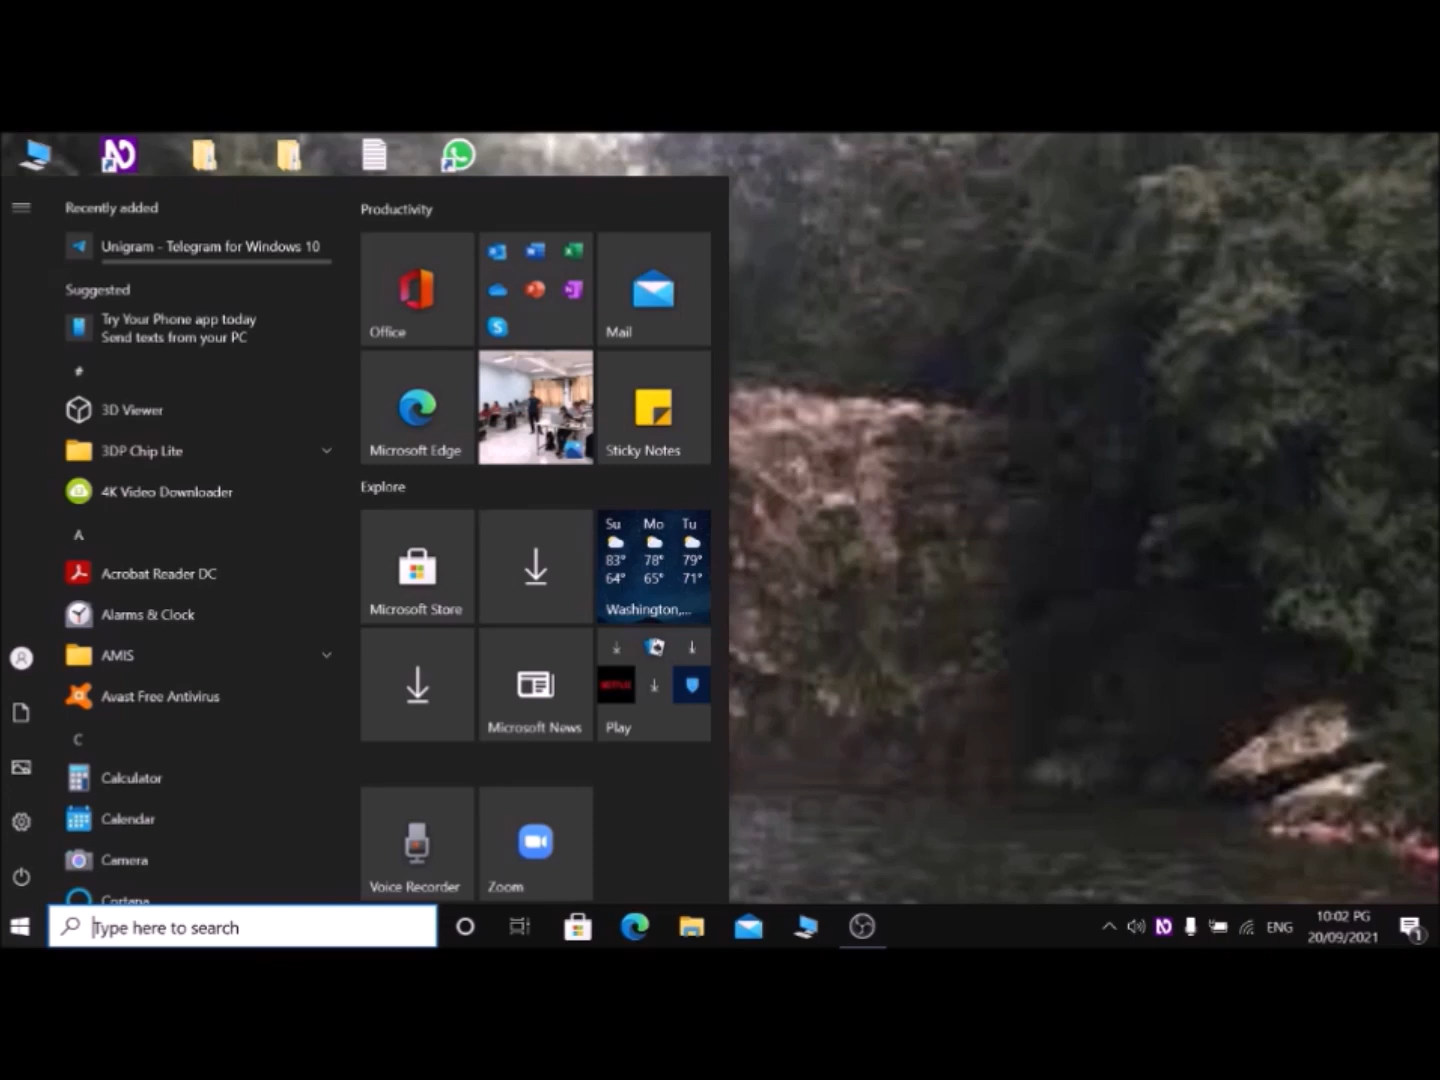 Recently added
Unigram - Telegram for Windows 10
Suggested
Try Your Phone app today
Send texts from your PC
#
3D Viewer
3DP Chip Lite
4K Video Downloader
A
Acrobat Reader DC
Alarms & Clock
AMIS
Avast Free Antivirus
C
Calculator
Calendar
Camera
Cortana
Productivity
Office
Mail
Microsoft Edge
Sticky Notes
Explore
Microsoft Store
Su Mo Tu
83° 78° 79°
64° 65° 71°
Washington,...
Microsoft News
NETFLIX
Play
Voice Recorder
Zoom
Type here to search
ENG
10:02 PG
20/09/2021
1